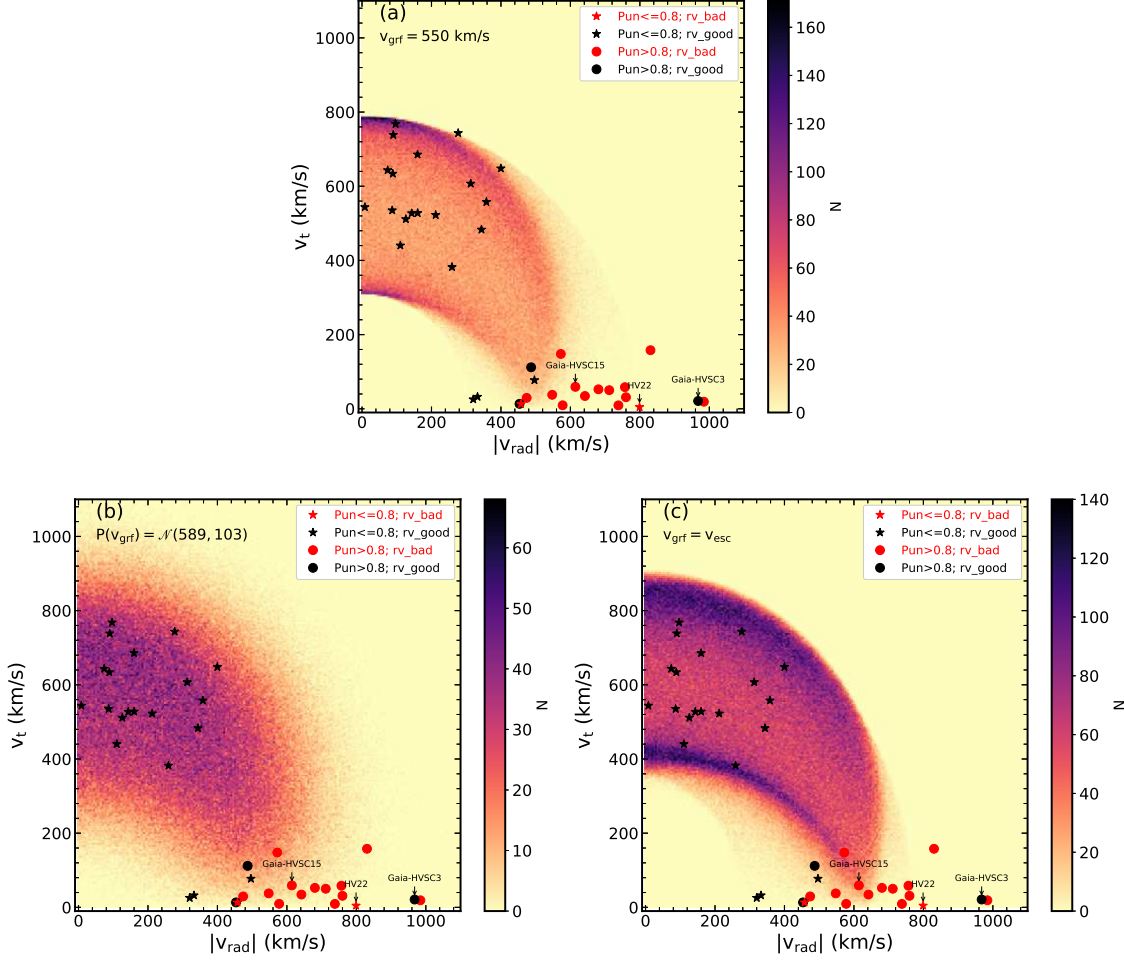 (a)
v_grf = 550 km/s
Pun<=0.8; rv_bad
Pun<=0.8; rv_good
Pun>0.8; rv_bad
Pun>0.8; rv_good
1000
800
600
400
200
0
v_t (km/s)
Gaia-HVSC15
HV22
Gaia-HVSC3
0 200 400 600 800 1000
|v_rad| (km/s)
160
140
120
100
80
60
40
20
0
N
(b)
P(v_grf) = 𝒩(589, 103)
Pun<=0.8; rv_bad
Pun<=0.8; rv_good
Pun>0.8; rv_bad
Pun>0.8; rv_good
1000
800
600
400
200
0
v_t (km/s)
Gaia-HVSC15
HV22
Gaia-HVSC3
0 200 400 600 800 1000
|v_rad| (km/s)
60
50
40
30
20
10
0
N
(c)
v_grf = v_esc
Pun<=0.8; rv_bad
Pun<=0.8; rv_good
Pun>0.8; rv_bad
Pun>0.8; rv_good
1000
800
600
400
200
0
v_t (km/s)
Gaia-HVSC15
HV22
Gaia-HVSC3
0 200 400 600 800 1000
|v_rad| (km/s)
140
120
100
80
60
40
20
0
N